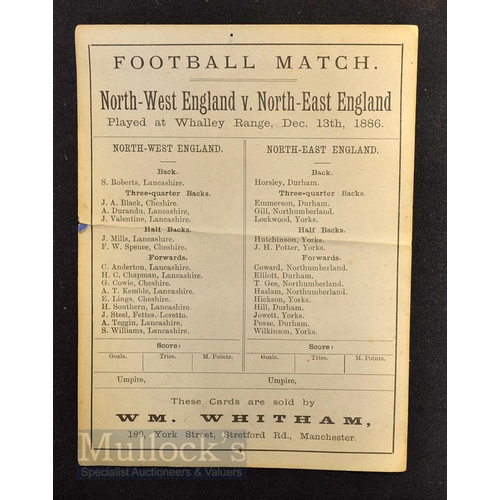 FOOTBALL MATCH.
North-West England v. North-East England
Played at Whalley Range, Dec. 13th, 1886.
NORTH-WEST ENGLAND.
Back.
S. Roberts, Lancashire.
Three-quarter Backs.
J. A. Black, Cheshire.
A. Durandu, Lancashire,
J. Valentine, Lancashire.
Half Backs.
J. Mills, Lancashire.
F. W. Spence, Cheshire.
Forwards.
C. Anderton, Lancashire.
H. C. Chapman, Lancashire.
G. Cowie, Cheshire.
A. T. Kemble, Lancashire.
E. Lings, Cheshire.
H. Southern, Lancashire.
J. Steel, Fettes-Loretto.
A. Teggin, Lancashire.
S. Williams, Lancashire.
Score:
Goals. Tries. M. Points.
Umpire,
NORTH-EAST ENGLAND.
Back.
Horsley, Durham.
Three-quarter Backs.
Emmerson, Durham.
Gill, Northumberland.
Lockwood, Yorks.
Half Backs.
Hutchinson, Yorks.
J. H. Potter, Yorks.
Forwards.
Coward, Northumberland.
Elliott, Durham.
T. Gee, Northumberland.
Haslam, Northumberland.
Hickson, Yorks.
Hill, Durham.
Jowett, Yorks.
Pease, Durham.
Wilkinson, Yorks.
Score:
Goals. Tries. M. Points.
Umpire,
These Cards are sold by
WM. WHITHAM,
189, York Street, Stretford Rd., Manchester.
Mullock's
Specialist Auctioneers & Valuers